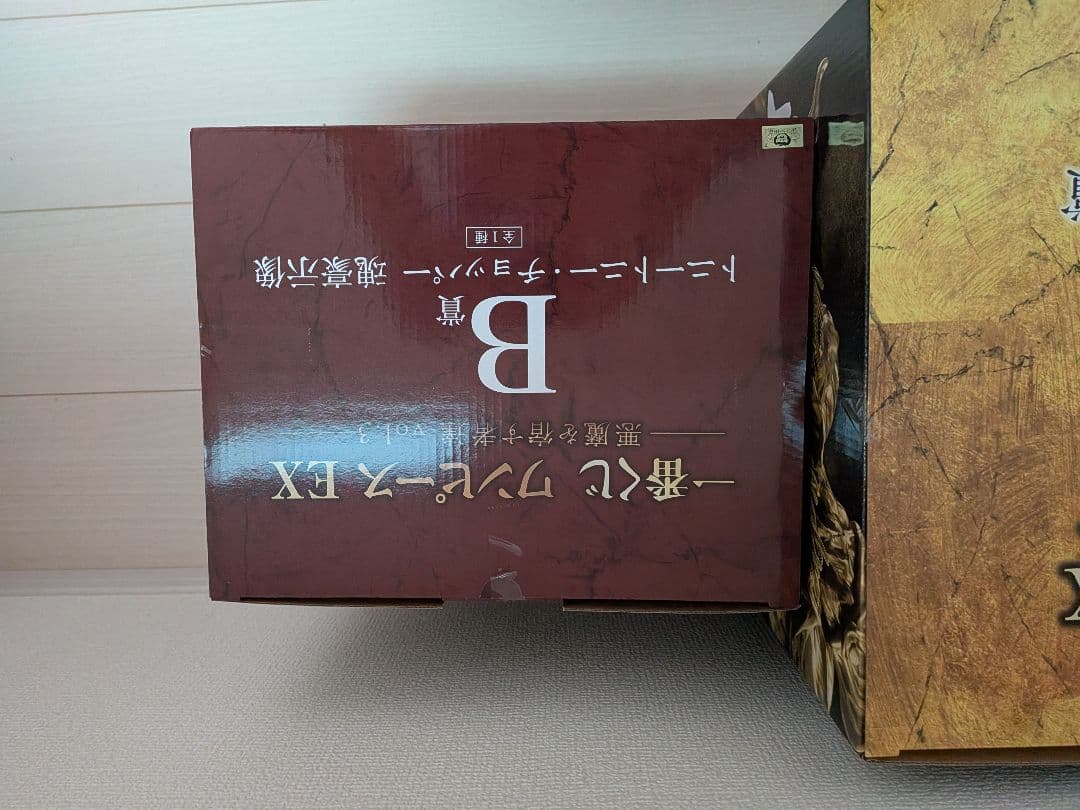 一番くじ ワンピース EX
悪魔を宿す者達 vol.3
B賞
トニートニー・チョッパー 魂豪示像
全1種
賞
X